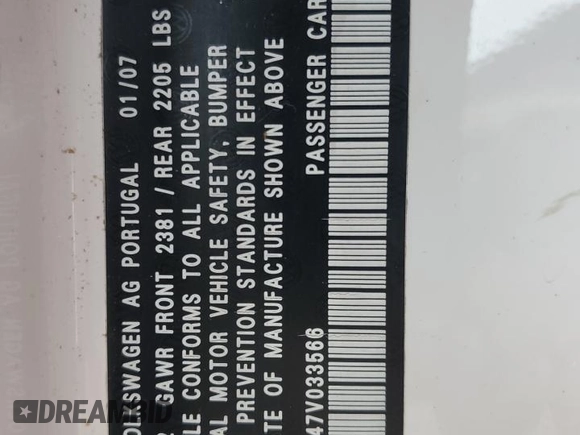 OLKSWAGEN AG PORTUGAL 01/07
GAWR FRONT 2381 / REAR 2205 LBS
LE CONFORMS TO ALL APPLICABLE
AL MOTOR VEHICLE SAFETY, BUMPER
PREVENTION STANDARDS IN EFFECT
TE OF MANUFACTURE SHOWN ABOVE
PASSENGER CAR
47V033566
DREAMBID